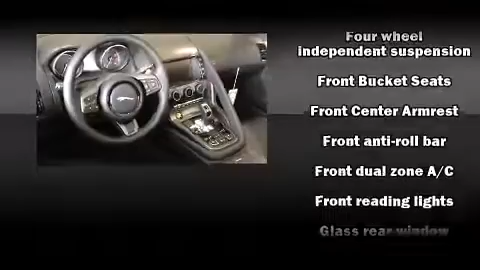 Four wheel
independent suspension
Front Bucket Seats
Front Center Armrest
Front anti-roll bar
Front dual zone A/C
Front reading lights
Glass rear window